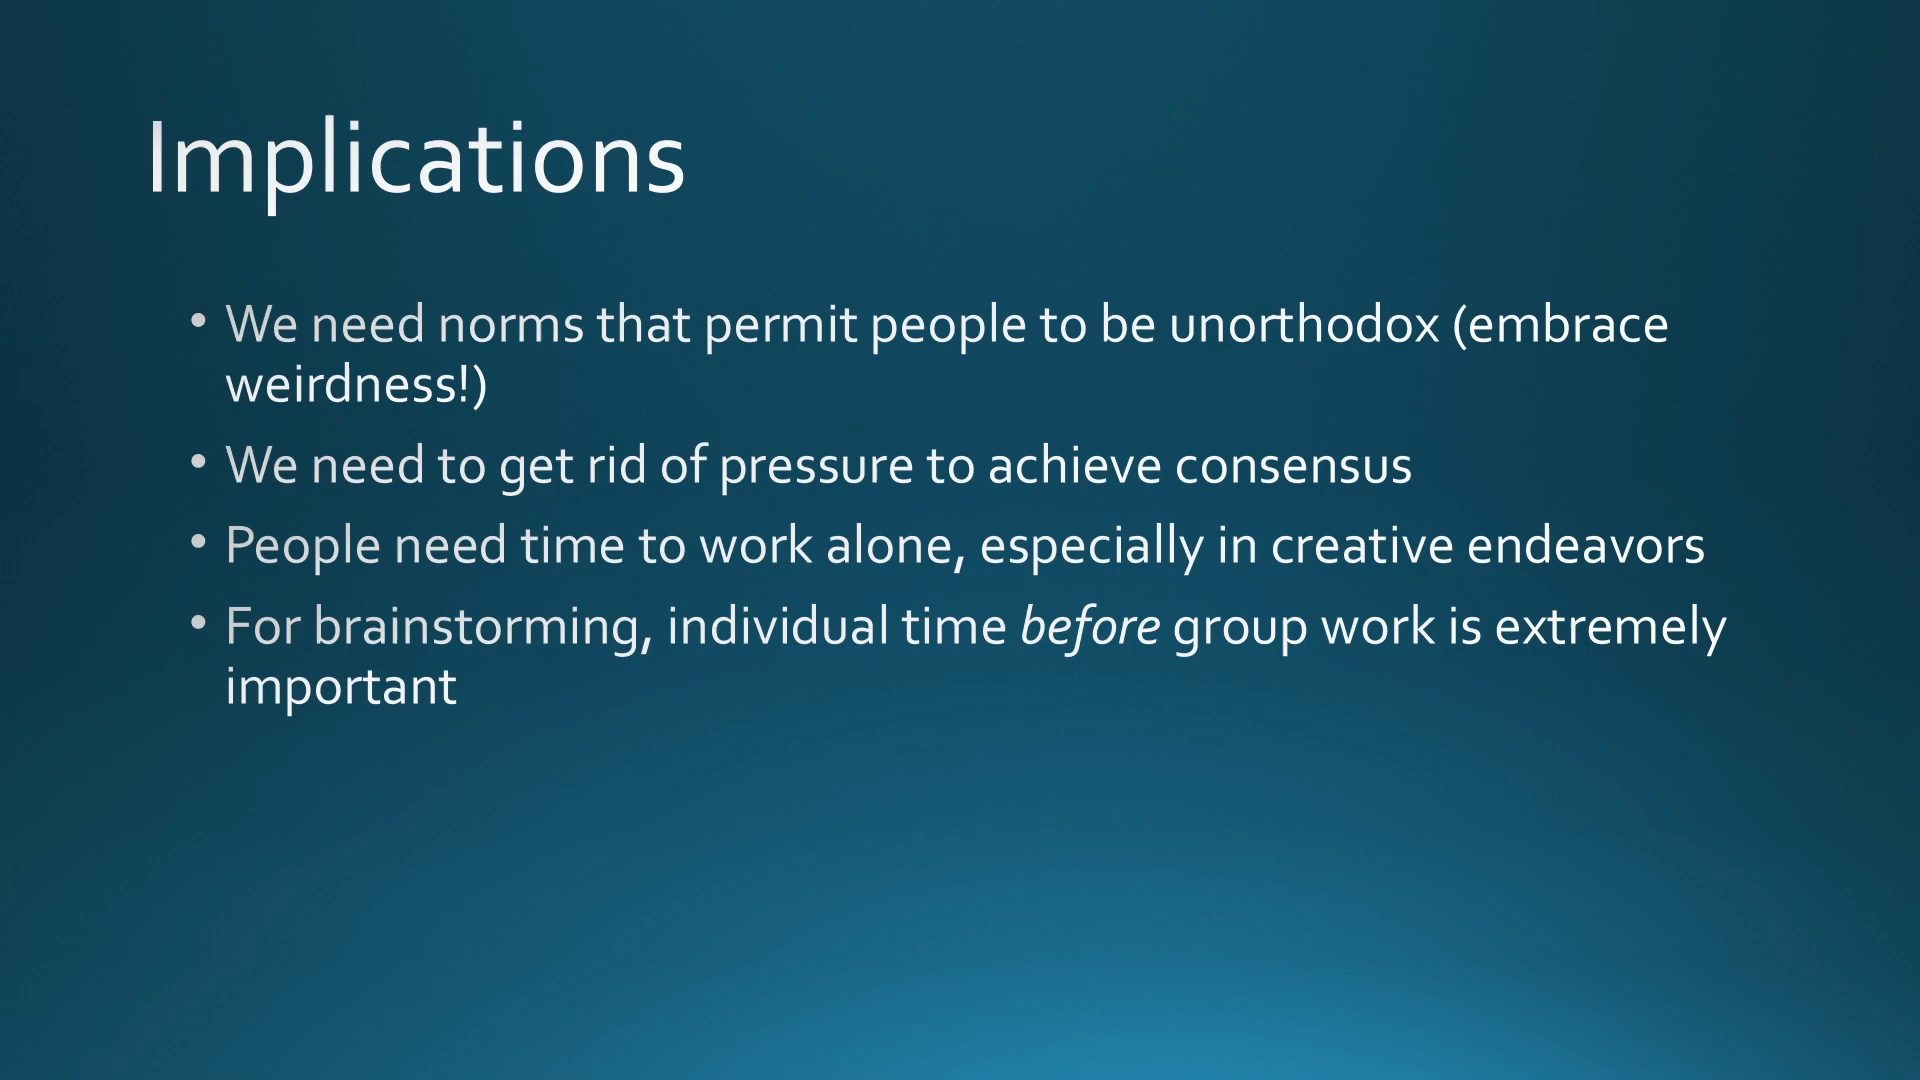 Implications
• We need norms that permit people to be unorthodox (embrace
weirdness!)
• We need to get rid of pressure to achieve consensus
• People need time to work alone, especially in creative endeavors
• For brainstorming, individual time before group work is extremely
important